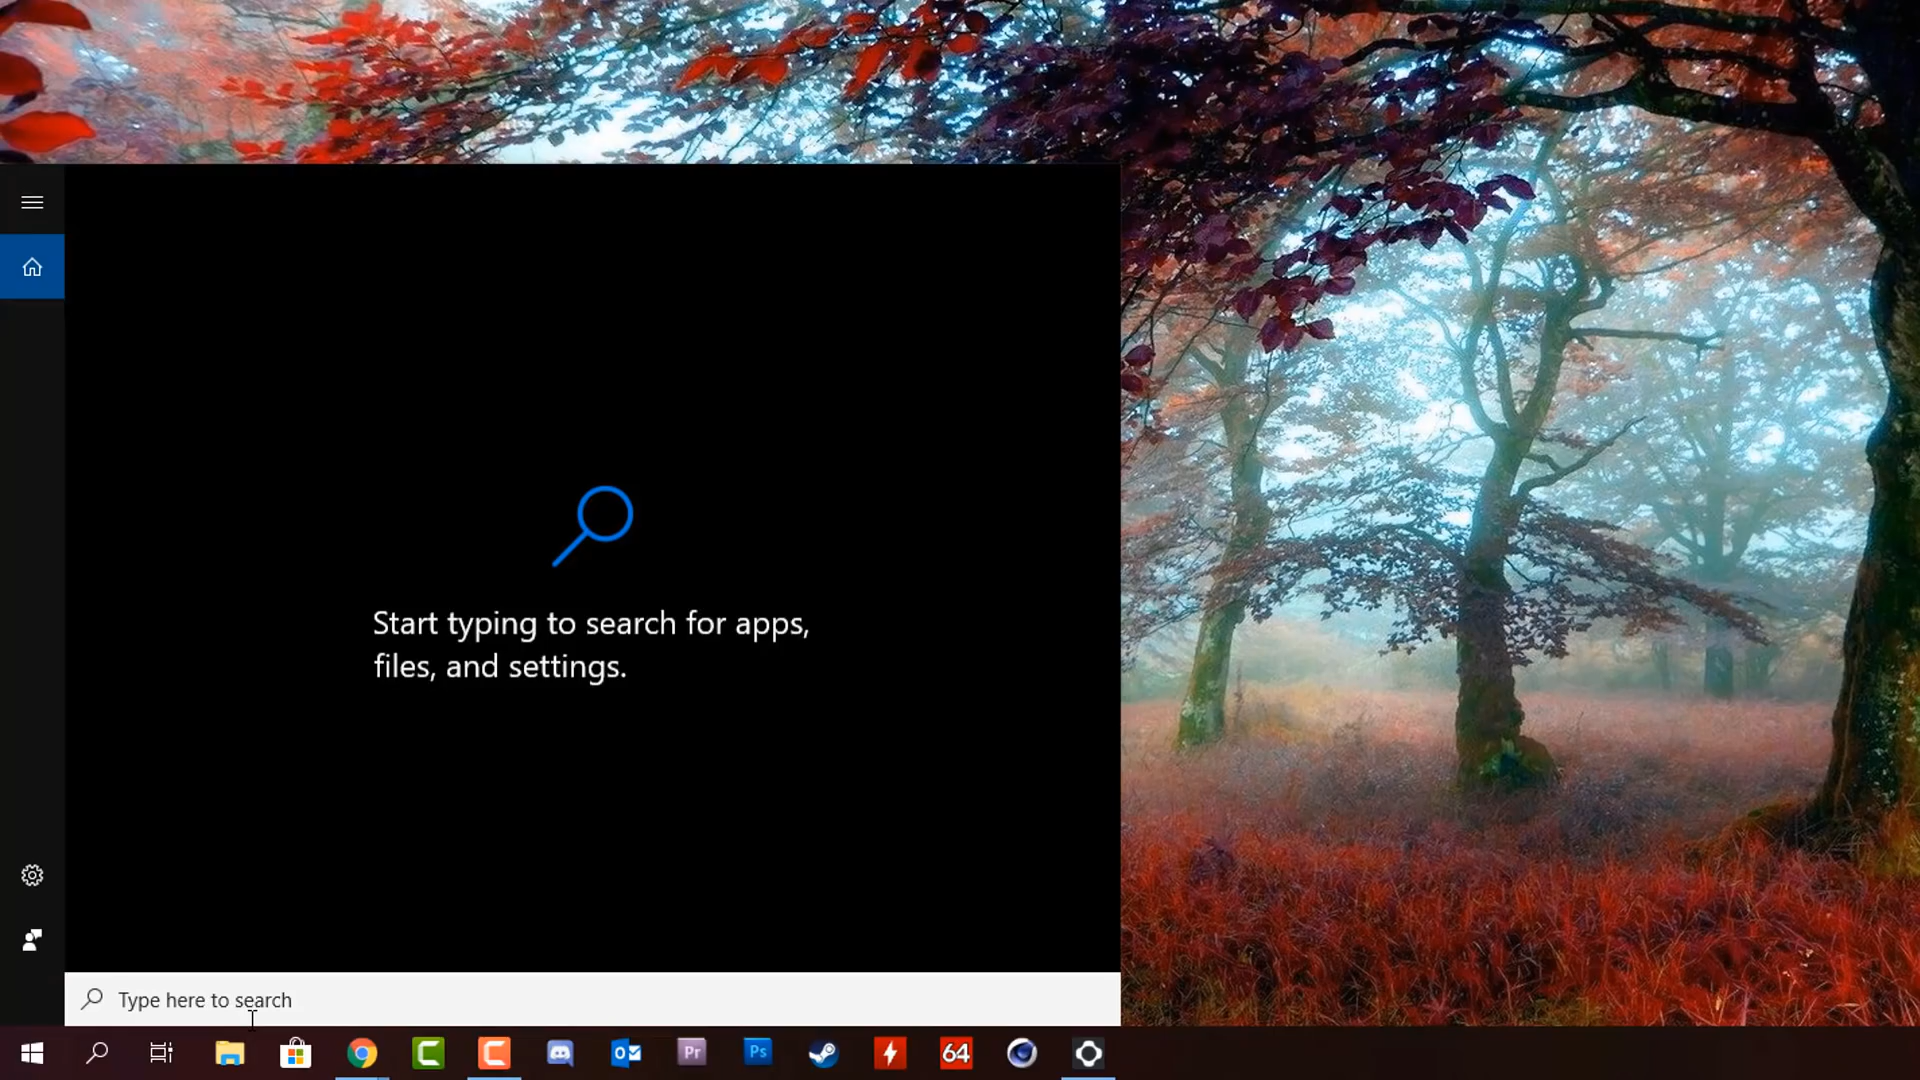 Start typing to search for apps,
files, and settings.
Type here to search
Pr
Ps
64